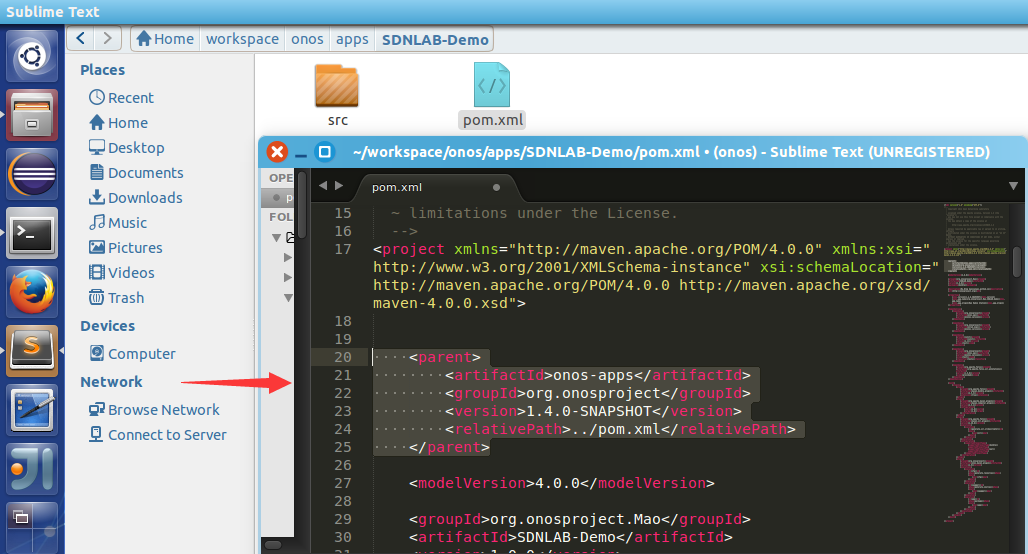 Sublime Text
Home workspace onos apps SDNLAB-Demo
Places
Recent
Home
Desktop
Documents
Downloads
Music
Pictures
Videos
Trash
Devices
Computer
Network
Browse Network
Connect to Server
src
pom.xml
~/workspace/onos/apps/SDNLAB-Demo/pom.xml • (onos) - Sublime Text (UNREGISTERED)
OPE
FOL
pom.xml
15 ~ limitations under the License.
16 -->
17 <project xmlns="http://maven.apache.org/POM/4.0.0" xmlns:xsi="
http://www.w3.org/2001/XMLSchema-instance" xsi:schemaLocation="
http://maven.apache.org/POM/4.0.0 http://maven.apache.org/xsd/
maven-4.0.0.xsd">
18
19
20 <parent>
21 <artifactId>onos-apps</artifactId>
22 <groupId>org.onosproject</groupId>
23 <version>1.4.0-SNAPSHOT</version>
24 <relativePath>../pom.xml</relativePath>
25 </parent>
26
27 <modelVersion>4.0.0</modelVersion>
28
29 <groupId>org.onosproject.Mao</groupId>
30 <artifactId>SDNLAB-Demo</artifactId>
31 <version>1.0.0</version>